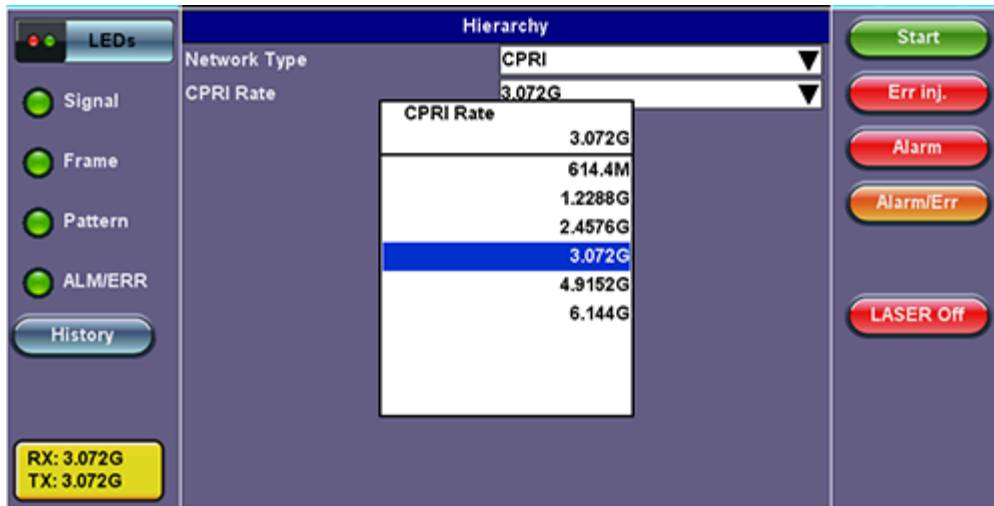 LEDs
Signal
Frame
Pattern
ALM/ERR
History
RX: 3.072G
TX: 3.072G
Hierarchy
Network Type CPRI
CPRI Rate 3.072G
CPRI Rate
3.072G
614.4M
1.2288G
2.4576G
3.072G
4.9152G
6.144G
Start
Err inj.
Alarm
Alarm/Err
LASER Off